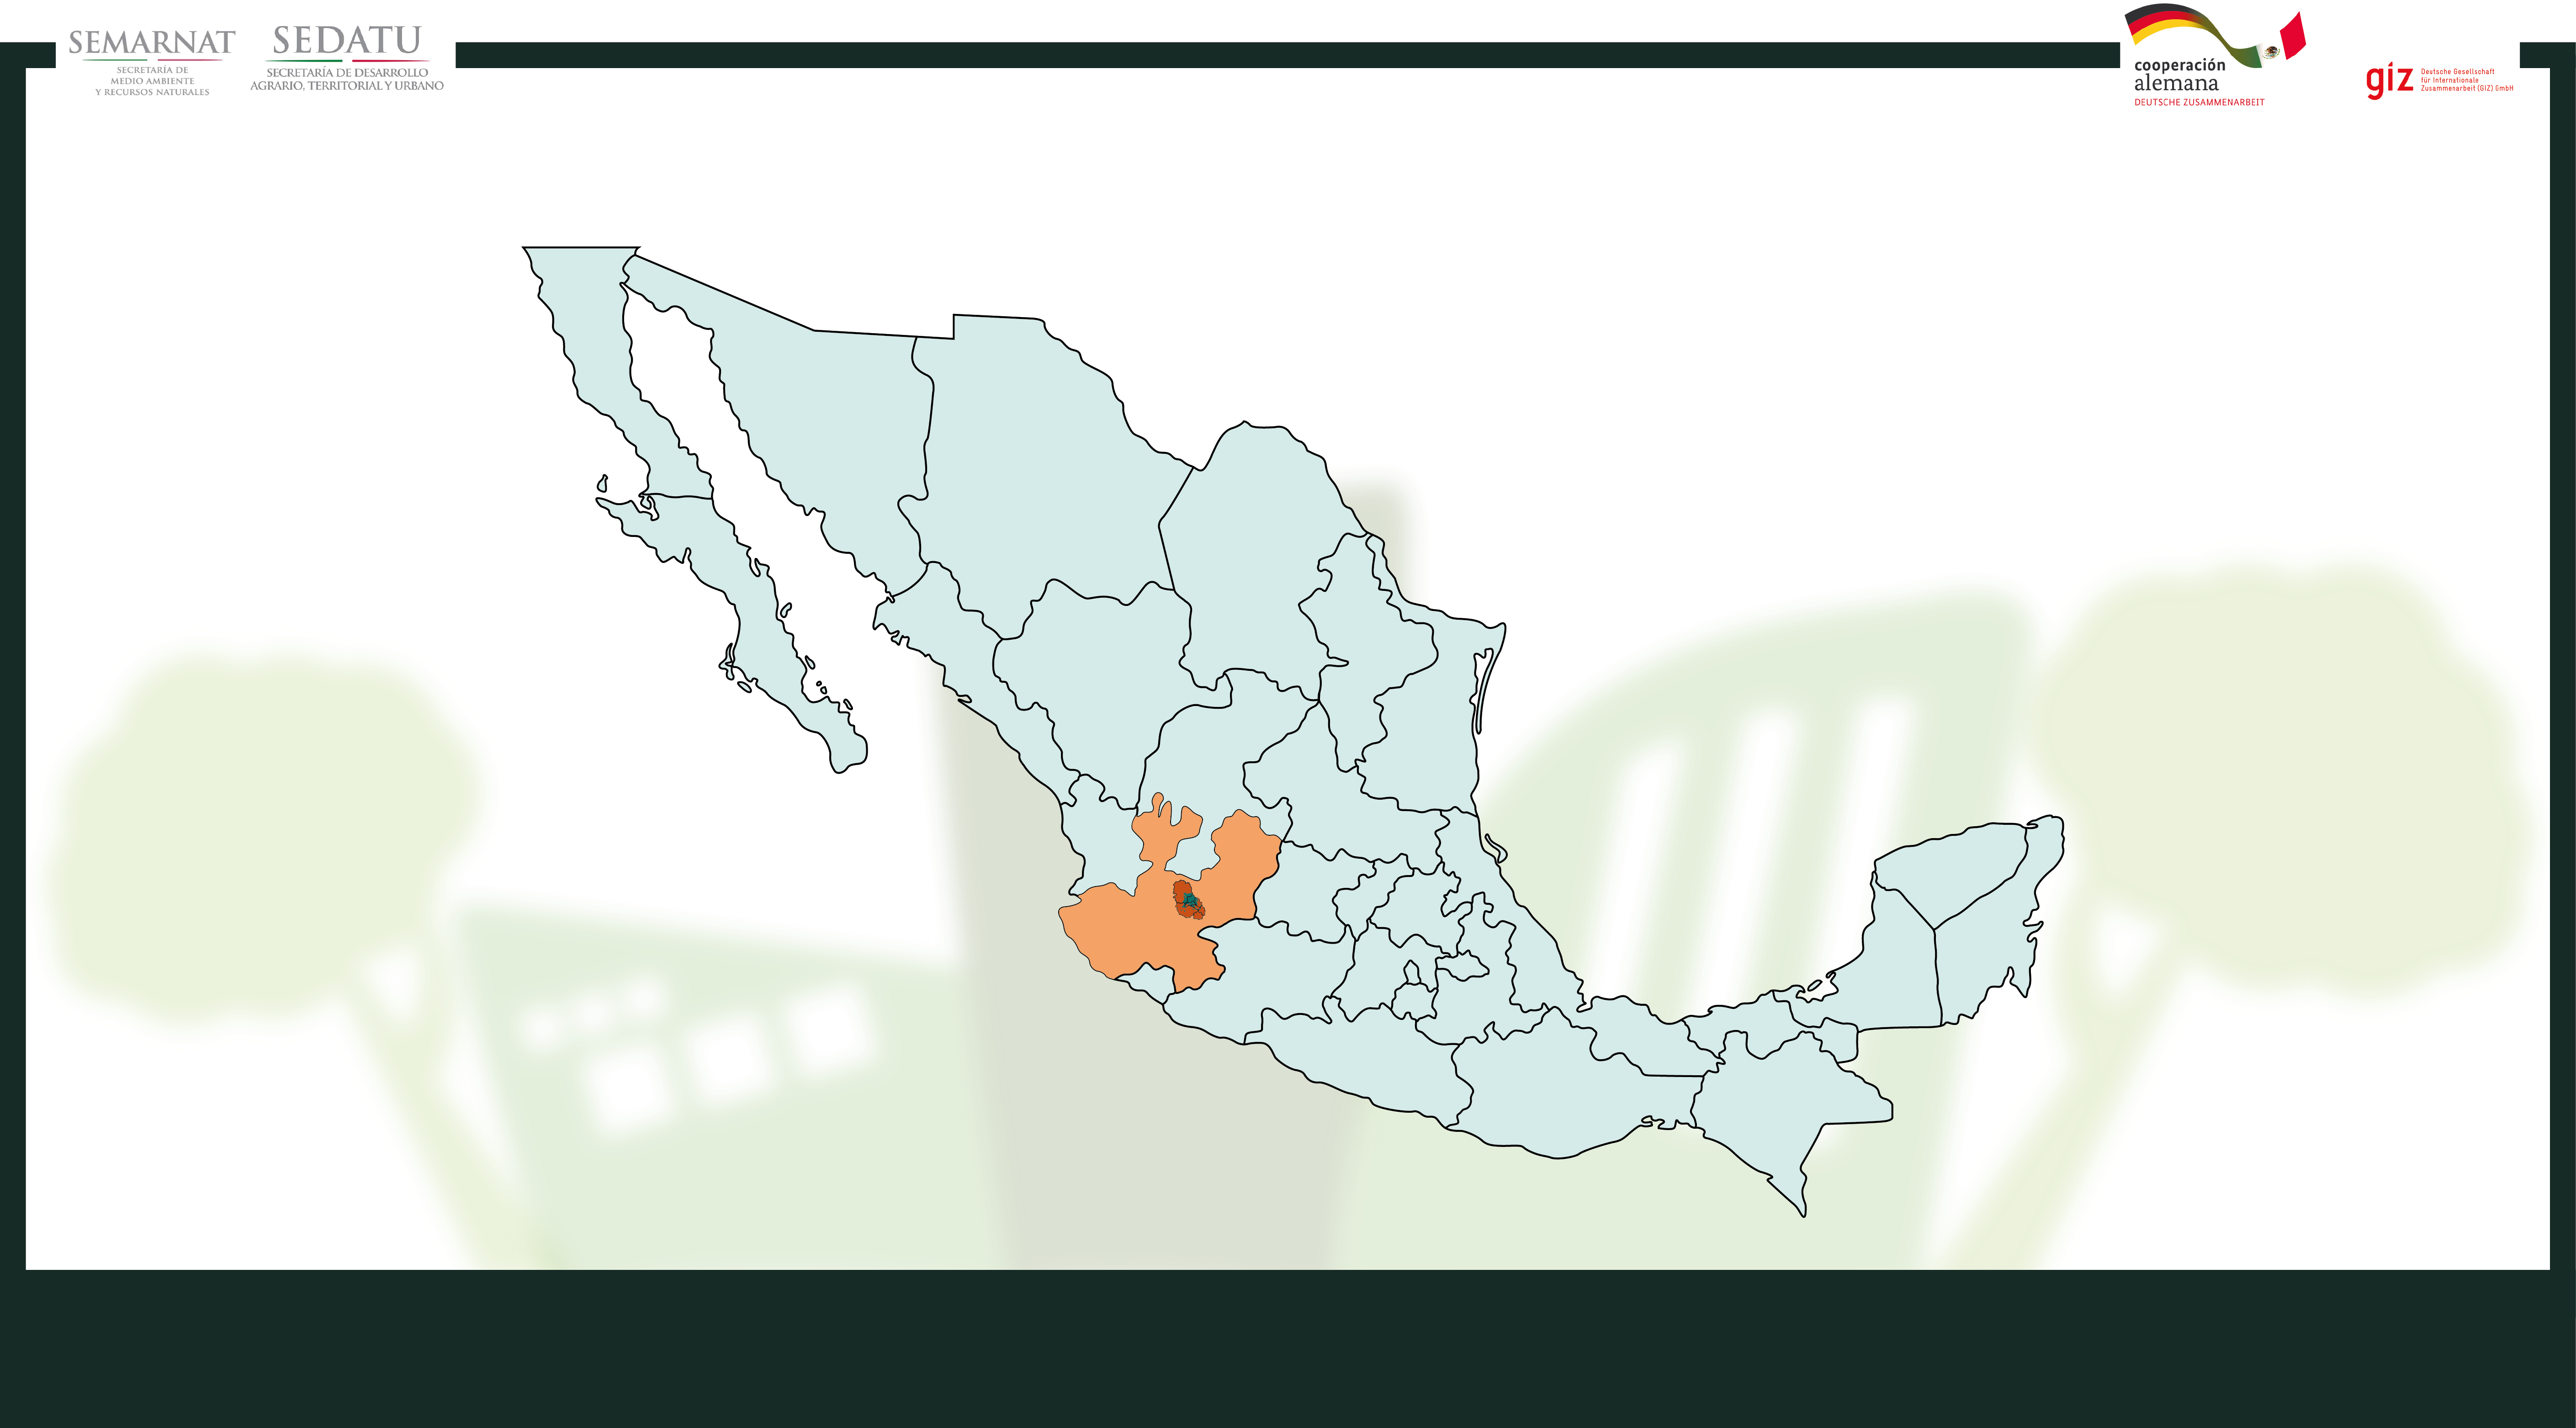 SEMARNAT
SECRETARÍA DE
MEDIO AMBIENTE
Y RECURSOS NATURALES
SEDATU
SECRETARÍA DE DESARROLLO
AGRARIO, TERRITORIAL Y URBANO
cooperación
alemana
DEUTSCHE ZUSAMMENARBEIT
giz
Deutsche Gesellschaft
für Internationale
Zusammenarbeit (GIZ) GmbH